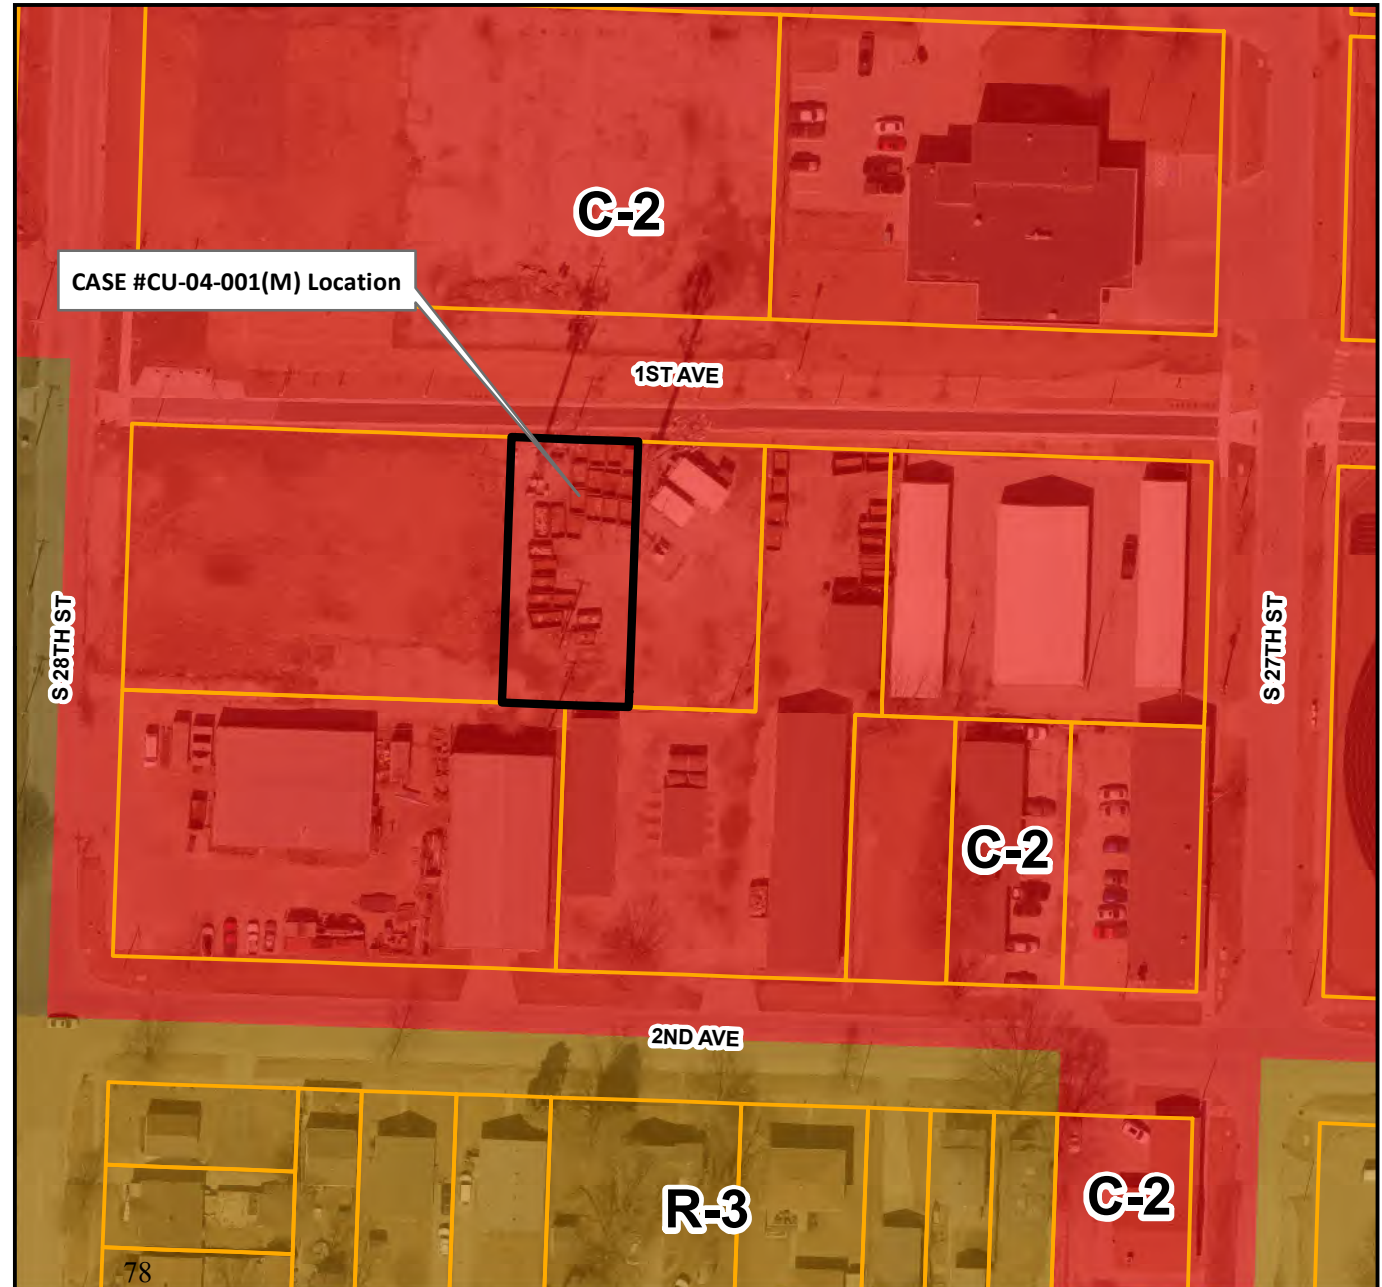 C-2
CASE #CU-04-001(M) Location
1ST AVE
S 28TH ST
S 27TH ST
C-2
2ND AVE
R-3
C-2
78